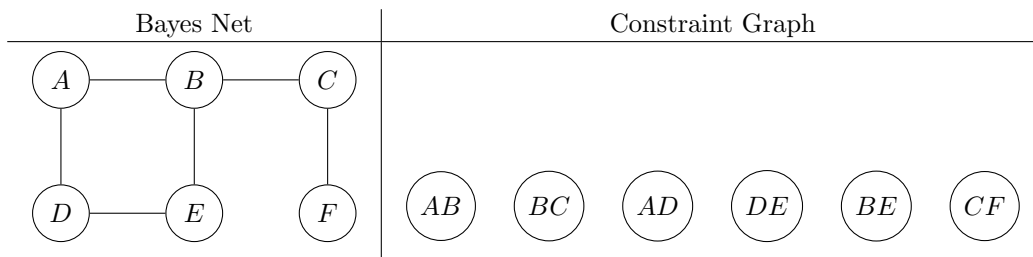 Bayes Net Constraint Graph
A B C
D E F AB BC AD DE BE CF